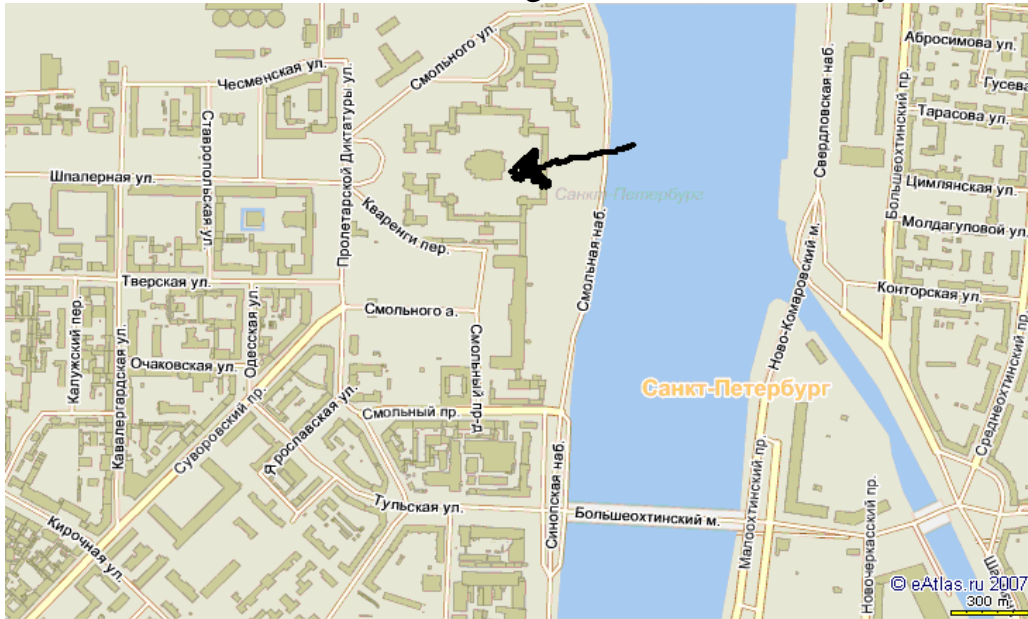 Абросимова ул.
Смольного ул.
Большеохтинский пр.
Чесменская ул.
Свердловская наб.
Гусева
Тарасова ул.
Ставропольская ул.
Пролетарской Диктатуры ул.
Шпалерная ул.
Цимлянская ул.
Санкт-Петербурга
Кваренги пер.
Молдагуловой ул.
Смольная наб.
Ново-Комаровский м.
Тверская ул.
Конторская ул.
Одесская ул.
Смольного а.
Калужский пер.
Кавалергардская ул.
Очаковская ул.
Смольный пр-д
Санкт-Петербург
Среднеохтинский пр.
Суворовский пр.
Ярославская ул.
Смольный пр.
Синопская наб.
Малоохтинский пр.
Тульская ул.
Большеохтинский м.
Новочеркасский пр.
Кирочная ул.
© eAtlas.ru 2007
300 m